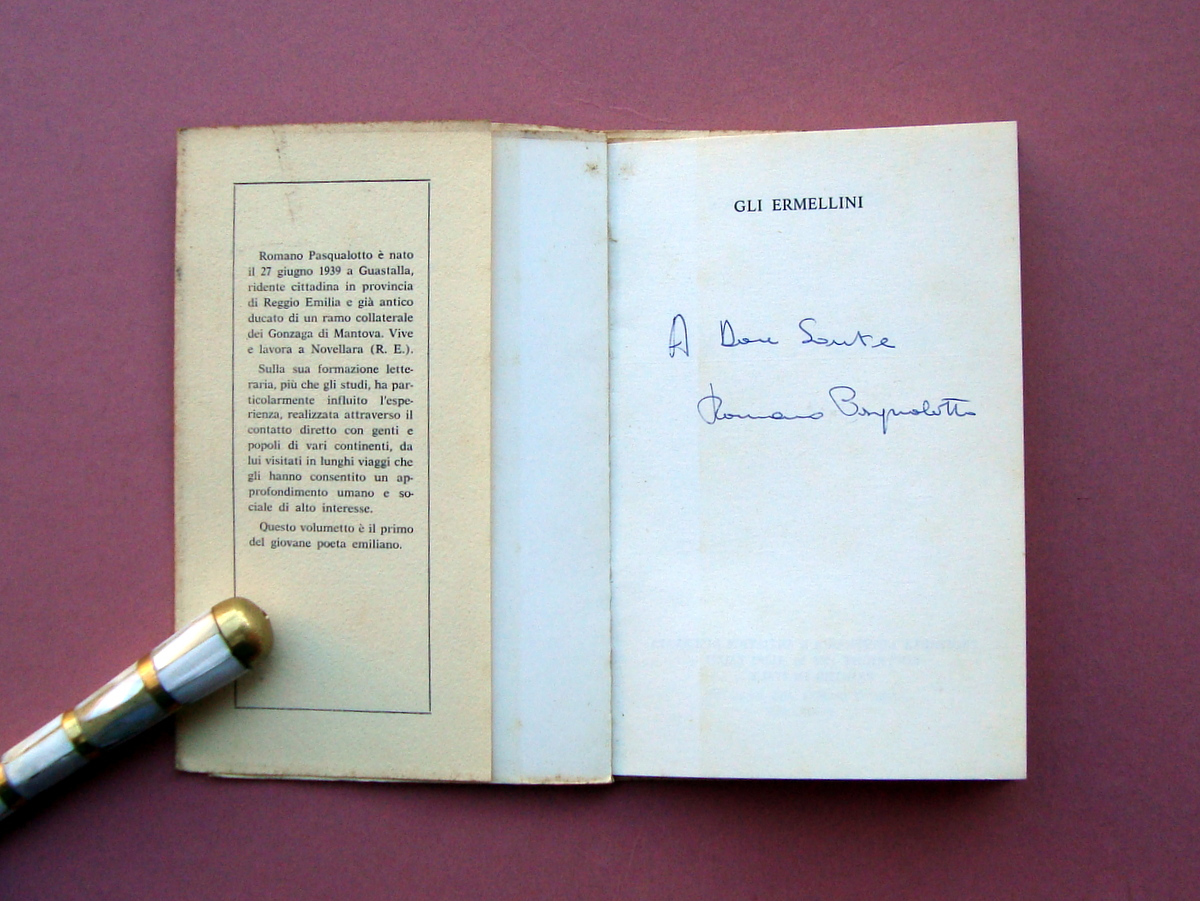 Romano Pasqualotto è nato
il 27 giugno 1939 a Guastalla,
ridente cittadina in provincia
di Reggio Emilia e già antico
ducato di un ramo collaterale
dei Gonzaga di Mantova. Vive
e lavora a Novellara (R. E.).
Sulla sua formazione lette-
raria, più che gli studi, ha par-
ticolarmente influito l'espe-
rienza, realizzata attraverso il
contatto diretto con genti e
popoli di vari continenti, da
lui visitati in lunghi viaggi che
gli hanno consentito un ap-
profondimento umano e so-
ciale di alto interesse.
Questo volumetto è il primo
del giovane poeta emiliano.
GLI ERMELLINI
A Don Sante
Romano Pasqualotto